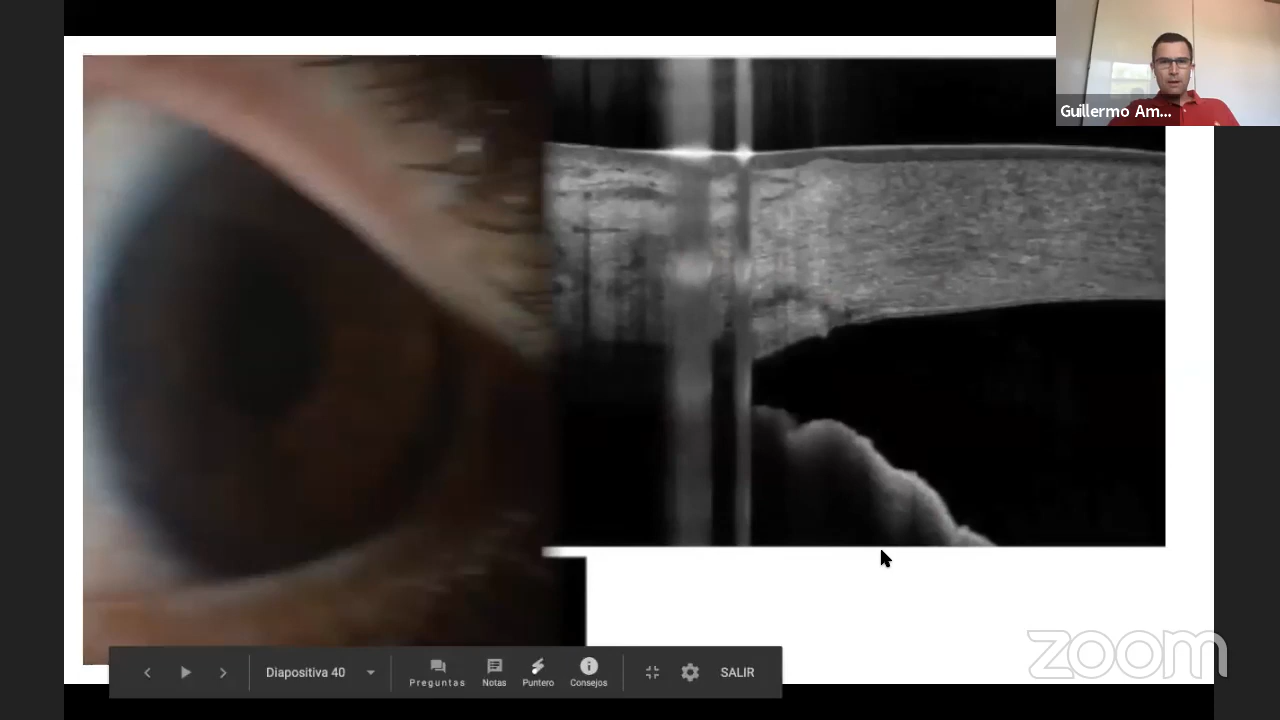 Guillermo Am...
zoom
Diapositiva 40
Preguntas
Notas
Puntero
Consejos
SALIR